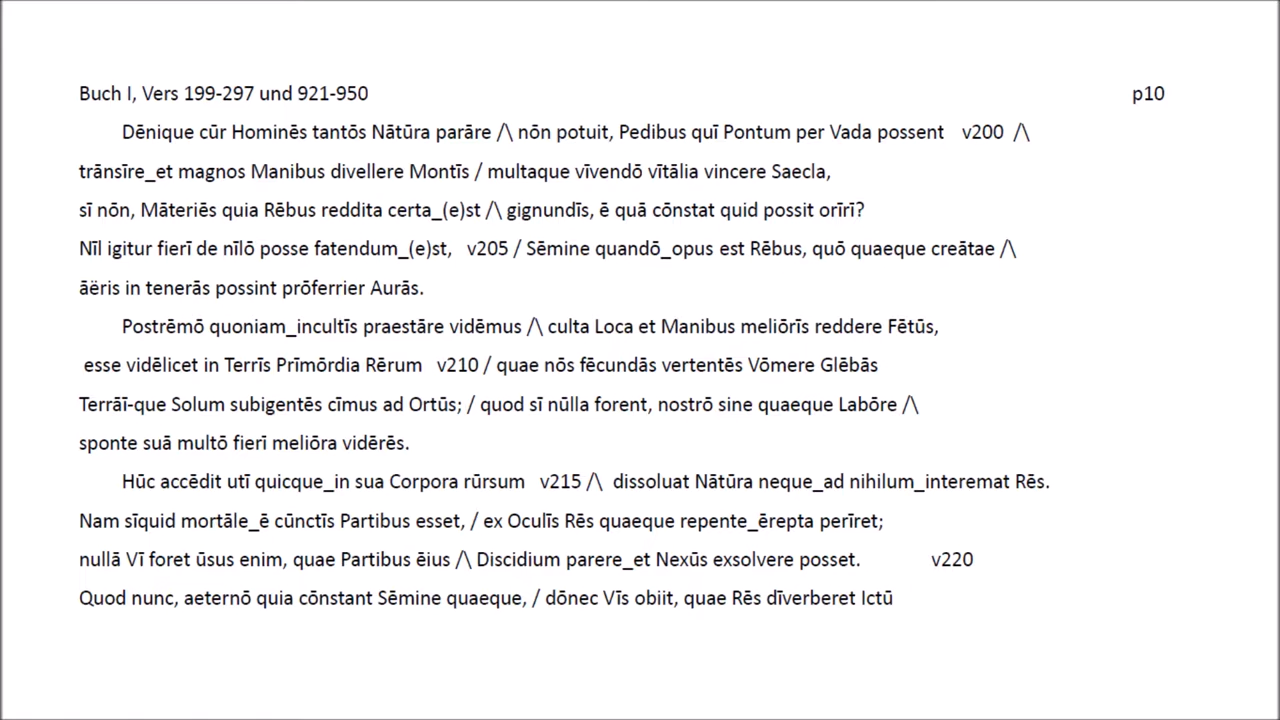 Buch I, Vers 199-297 und 921-950 p10
Dēnique cūr Hominēs tantōs Nātūra parāre /\ nōn potuit, Pedibus quī Pontum per Vada possent v200 /\
trānsīre_et magnos Manibus divellere Montīs / multaque vīvendō vītālia vincere Saecla,
sī nōn, Māteriēs quia Rēbus reddita certa_(e)st /\ gignundīs, ē quā cōnstat quid possit orīrī?
Nīl igitur fierī de nīlō posse fatendum_(e)st, v205 / Sēmine quandō_opus est Rēbus, quō quaeque creātae /\
āëris in tenerās possint prōferrier Aurās.
Postrēmō quoniam_incultīs praestāre vidēmus /\ culta Loca et Manibus meliōrīs reddere Fētūs,
esse vidēlicet in Terrīs Prīmōrdia Rērum v210 / quae nōs fēcundās vertentēs Vōmere Glēbās
Terrāī-que Solum subigentēs cīmus ad Ortūs; / quod sī nūlla forent, nostrō sine quaeque Labōre /\
sponte suā multō fierī meliōra vidērēs.
Hūc accēdit utī quicque_in sua Corpora rūrsum v215 /\ dissoluat Nātūra neque_ad nihilum_interemat Rēs.
Nam sīquid mortāle_ē cūnctīs Partibus esset, / ex Oculīs Rēs quaeque repente_ērepta perīret;
nullā Vī foret ūsus enim, quae Partibus ēius /\ Discidium parere_et Nexūs exsolvere posset. v220
Quod nunc, aeternō quia cōnstant Sēmine quaeque, / dōnec Vīs obiit, quae Rēs dīverberet Ictū